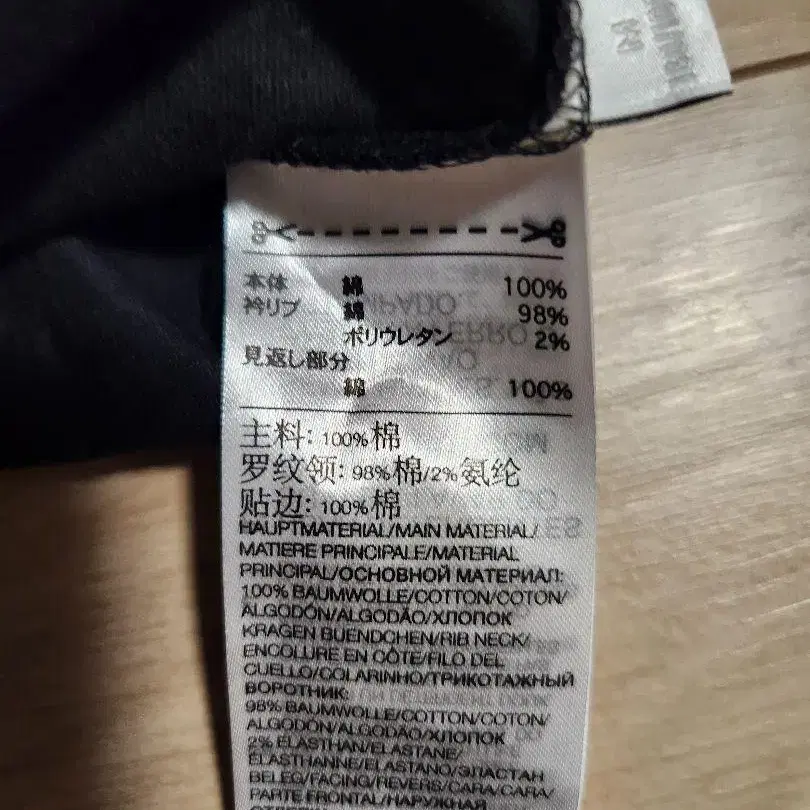 本体 綿 100%
衿リブ 綿 98%
ポリウレタン 2%
見返し部分
綿 100%
主料: 100%棉
罗纹领: 98%棉/2%氨纶
贴边: 100%棉
HAUPTMATERIAL/MAIN MATERIAL/
MATIERE PRINCIPALE/MATERIAL
PRINCIPAL/ОСНОВНОЙ МАТЕРИАЛ:
100% BAUMWOLLE/COTTON/COTON/
ALGODÓN/ALGODÃO/ХЛОПОК
KRAGEN BUENDCHEN/RIB NECK/
ENCOLURE EN CÔTE/FILO DEL
CUELLO/COLARINHO/ТРИКОТАЖНЫЙ
ВОРОТНИК:
98% BAUMWOLLE/COTTON/COTON/
ALGODÓN/ALGODÃO/ХЛОПОК
2% ELASTHAN/ELASTANE/
ÉLASTHANNE/ELASTANO/ЭЛАСТАН
BELEG/FACING/REVERS/CARA/CARA/
PARTE FRONTAL/НАРУЖНАЯ